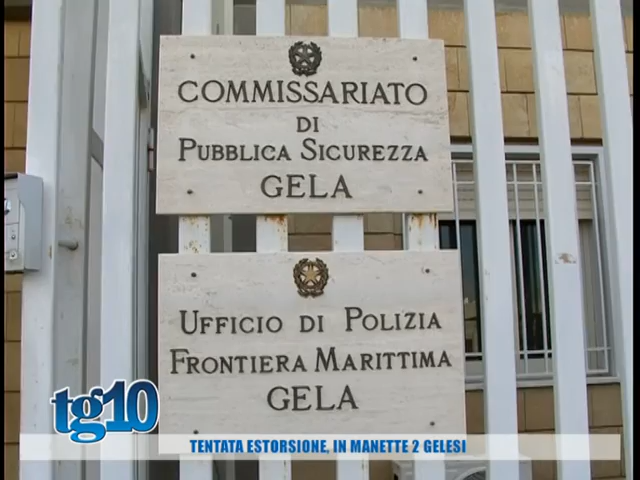 COMMISSARIATO
DI
PUBBLICA SICUREZZA
GELA
UFFICIO DI POLIZIA
FRONTIERA MARITTIMA
GELA
tg10
TENTATA ESTORSIONE, IN MANETTE 2 GELESI